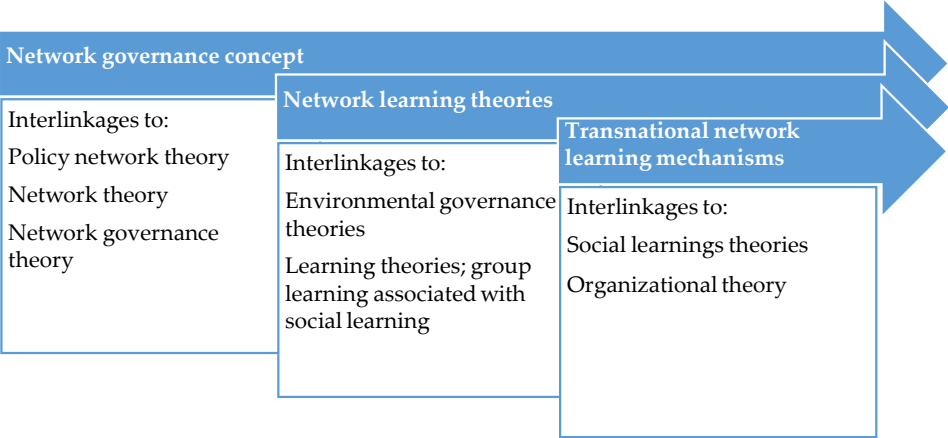 Network governance concept
Interlinkages to:
Policy network theory
Network theory
Network governance
theory
Network learning theories
Interlinkages to:
Environmental governance
theories
Learning theories; group
learning associated with
social learning
Transnational network
learning mechanisms
Interlinkages to:
Social learnings theories
Organizational theory